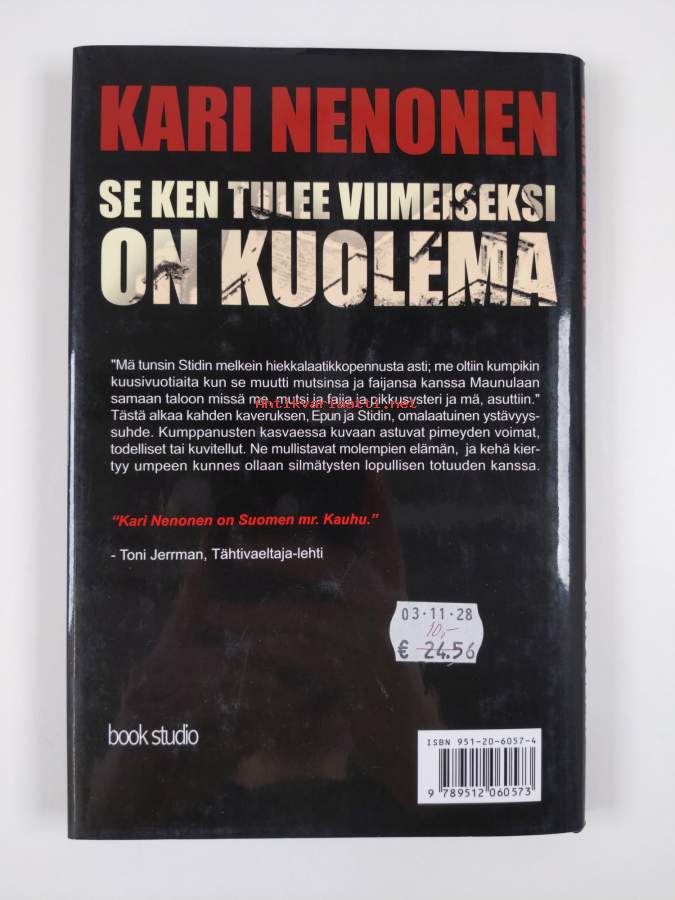 KARI NENONEN
SE KEN TULEE VIIMEISEKSI
ON KUOLEMA
"Mä tunsin Stidin melkein hiekkalaatikkopennusta asti; me oltiin kumpikin
kuusivuotiaita kun se muutti mutsinsa ja faijansa kanssa Maunulaan
samaan taloon missä me, mutsi ja faija ja pikkusysteri ja mä, asuttiin."
Antikvariaatti.net
Tästä alkaa kahden kaveruksen, Epun ja Stidin, omalaatuinen ystävyys-
suhde. Kumppanusten kasvaessa kuvaan astuvat pimeyden voimat,
todelliset tai kuvitellut. Ne mullistavat molempien elämän, ja kehä kier-
tyy umpeen kunnes ollaan silmätysten lopullisen totuuden kanssa.
"Kari Nenonen on Suomen mr. Kauhu."
- Toni Jerrman, Tähtivaeltaja-lehti
03·11·28
10,-
€ 24.56
book studio
ISBN 951-20-6057-4
9 789512 060573